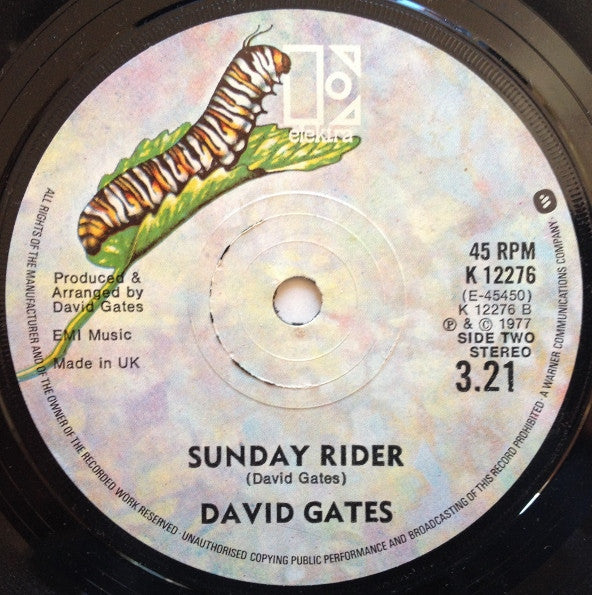 elektra
Produced &
Arranged by
David Gates
EMI Music
Made in UK
45 RPM
K 12276
(E-45450)
K 12276 B
Ⓟ & © 1977
SIDE TWO
STEREO
3.21
SUNDAY RIDER
(David Gates)
DAVID GATES
ALL RIGHTS OF THE MANUFACTURER AND OF THE OWNER OF THE RECORDED WORK RESERVED · UNAUTHORISED COPYING PUBLIC PERFORMANCE AND BROADCASTING OF THIS RECORD PROHIBITED · A WARNER COMMUNICATIONS COMPANY ·